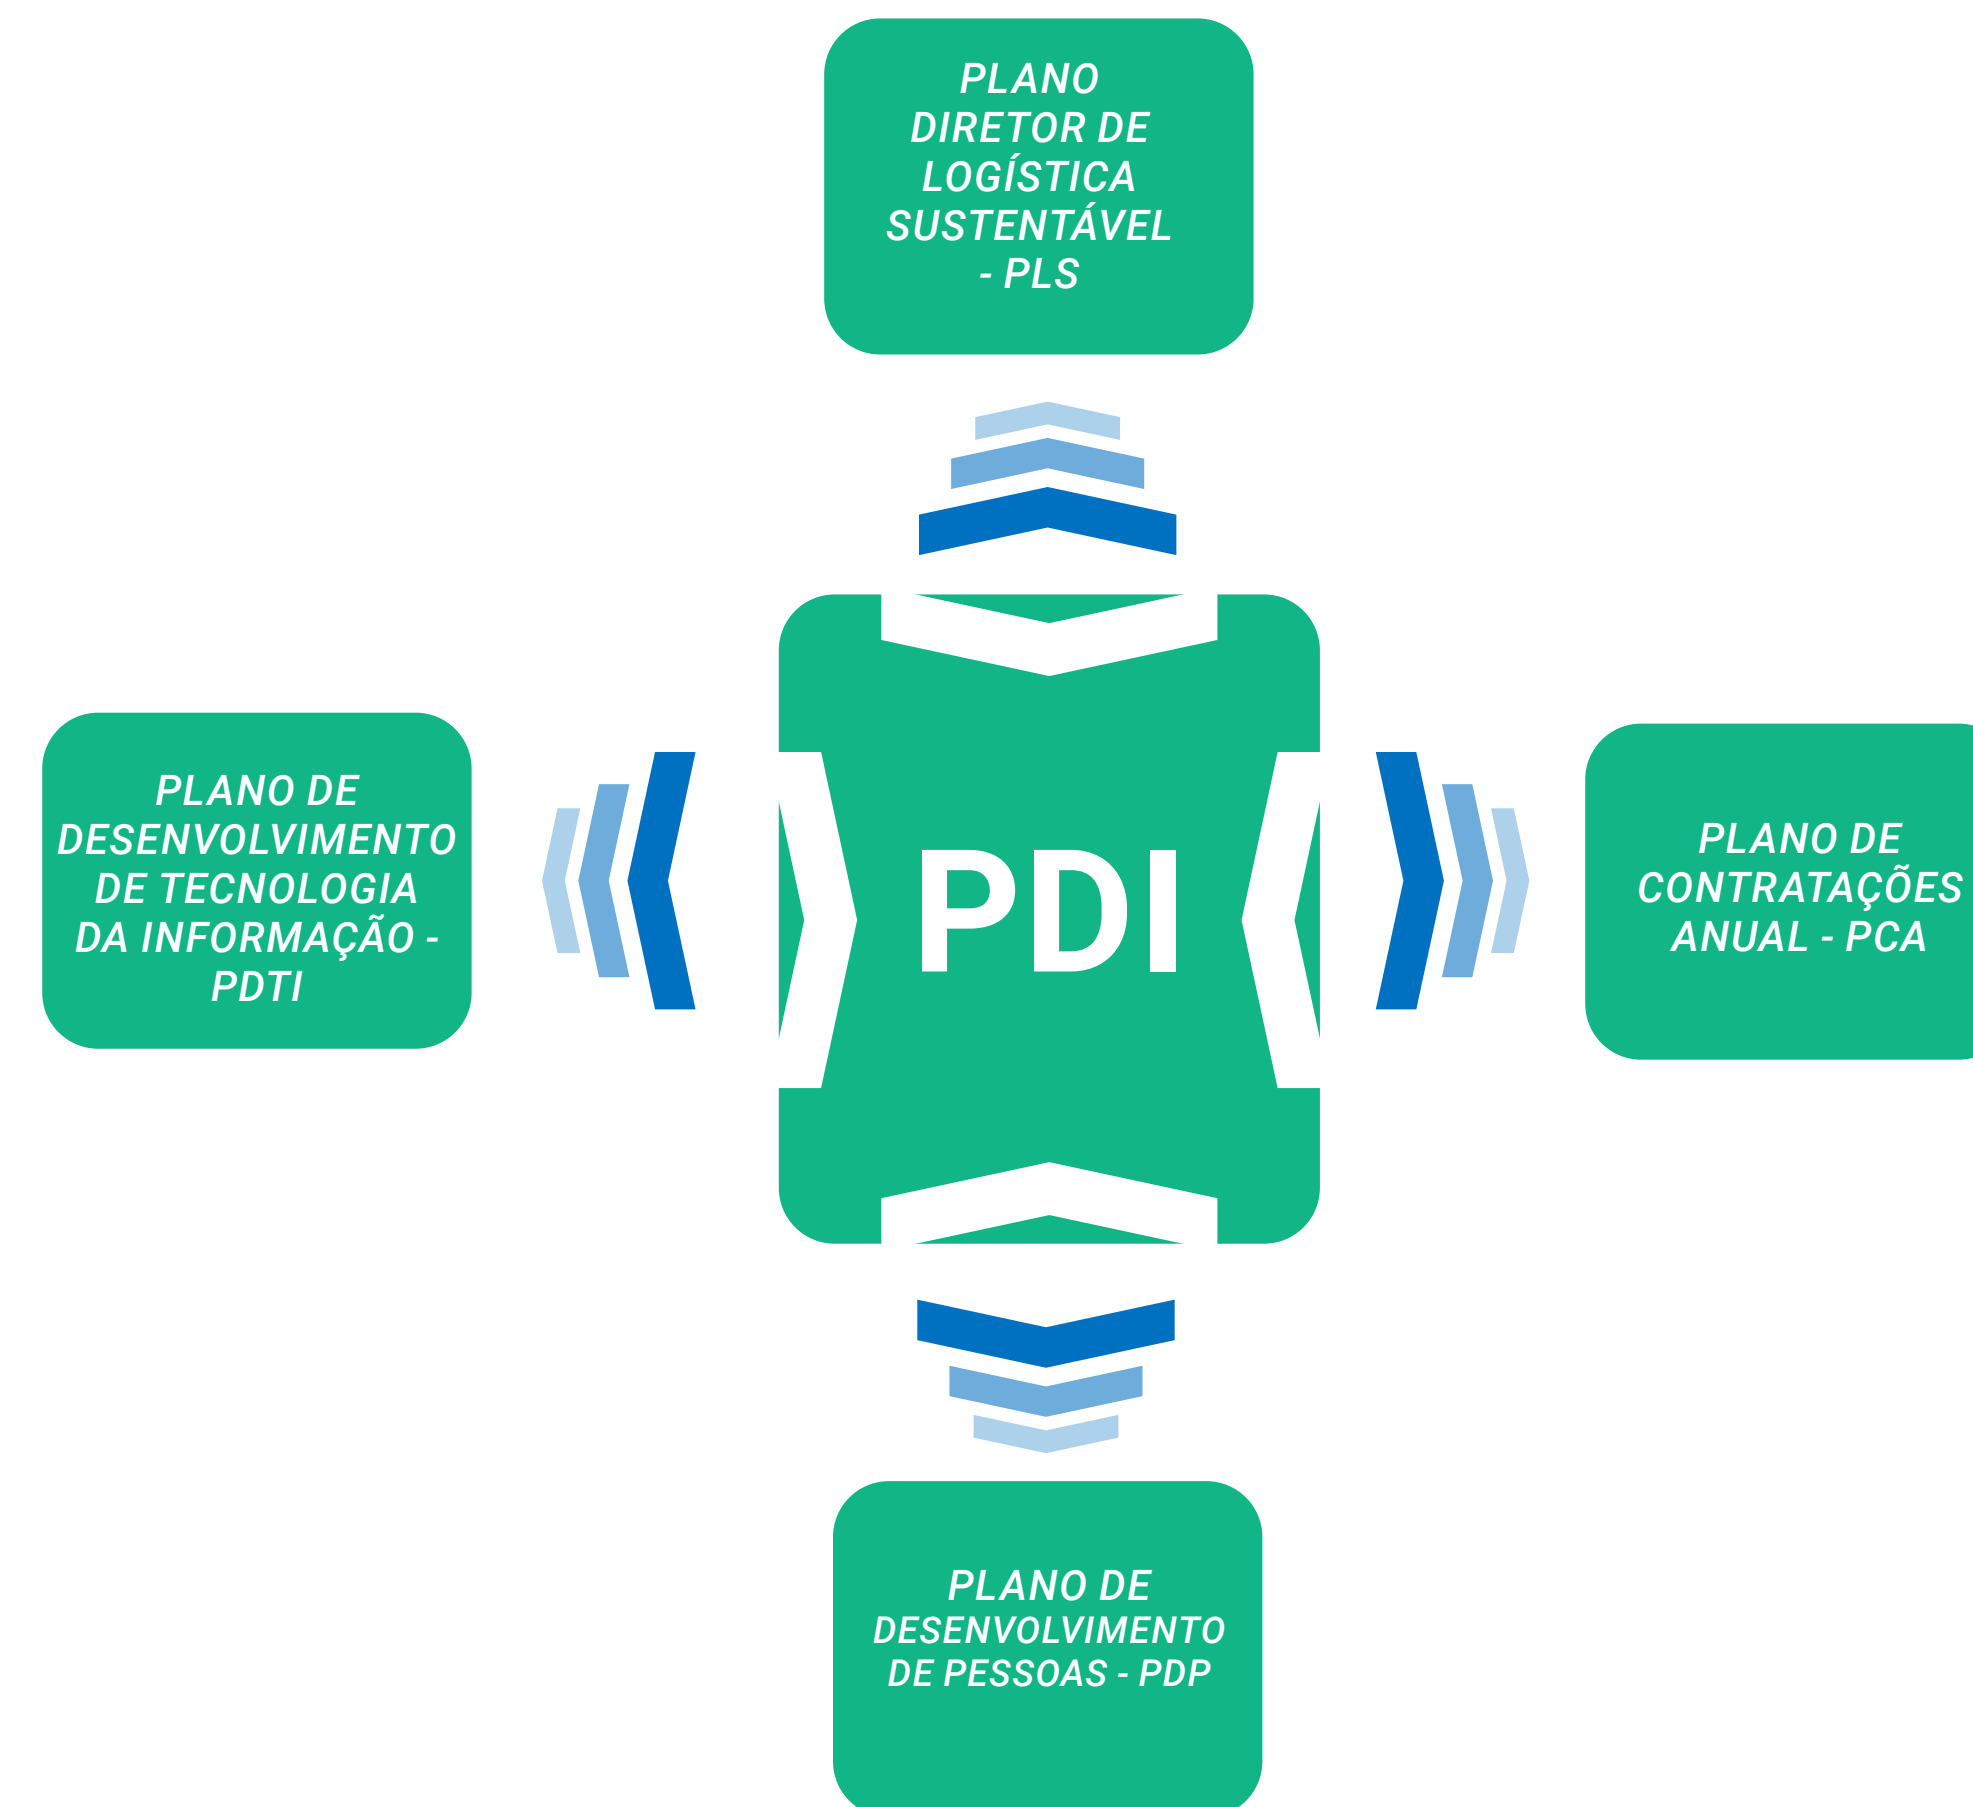 PLANO
DIRETOR DE
LOGÍSTICA
SUSTENTÁVEL
- PLS
PLANO DE
DESENVOLVIMENTO
DE TECNOLOGIA
DA INFORMAÇÃO -
PDTI
PDI
PLANO DE
CONTRATAÇÕES
ANUAL - PCA
PLANO DE
DESENVOLVIMENTO
DE PESSOAS - PDP